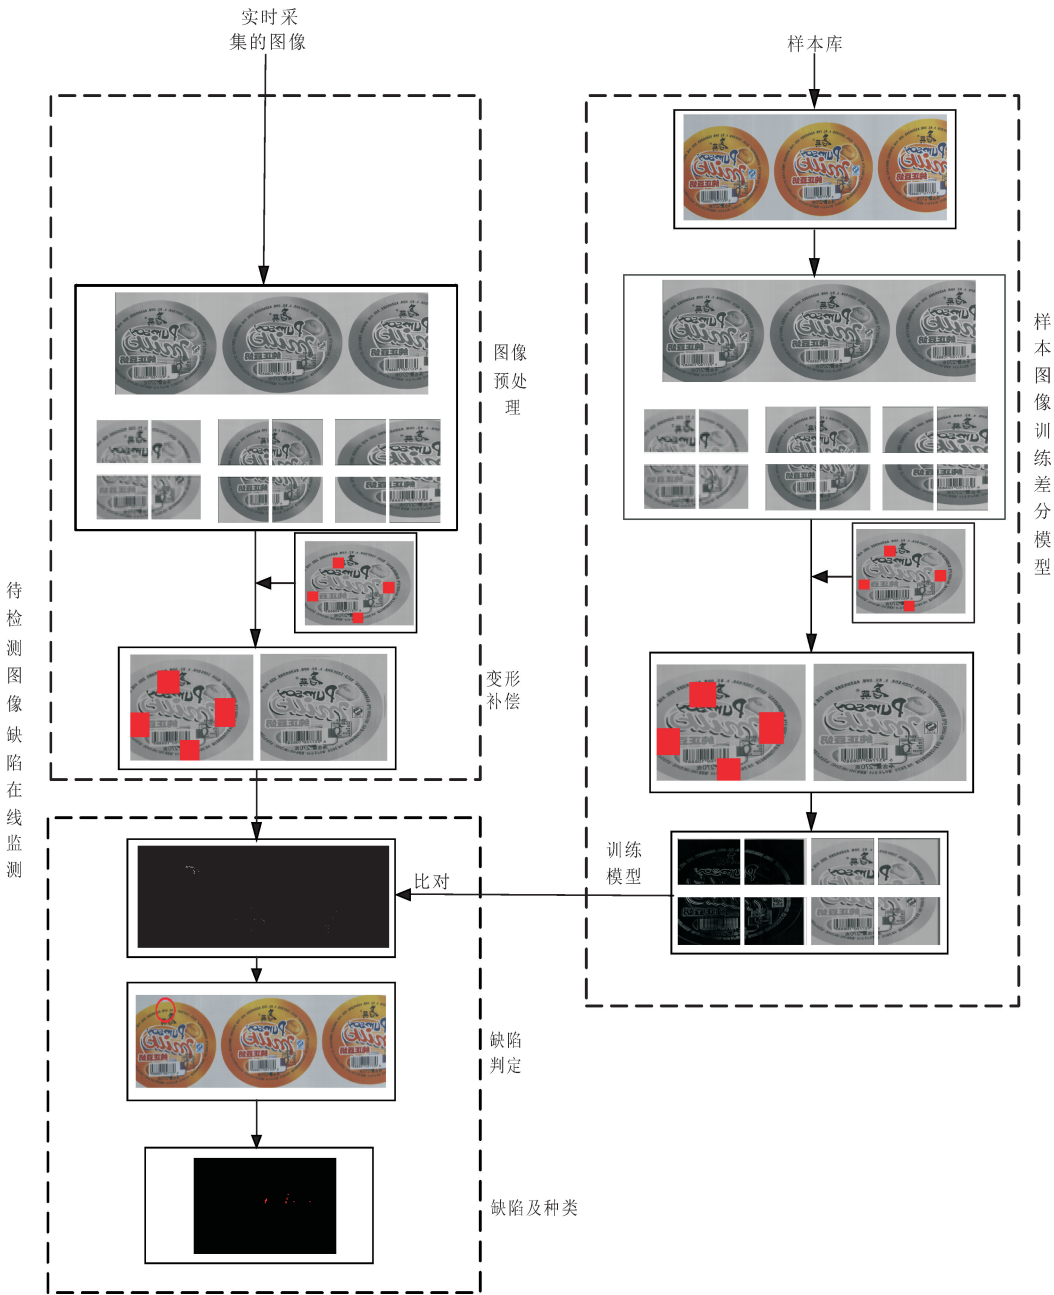 实时采
集的图像
样本库
图像
预处
理
样
本
图
像
训
练
差
分
模
型
待
检
测
图
像
缺
陷
在
线
监
测
变形
补偿
训练
模型
比对
缺陷
判定
缺陷及种类